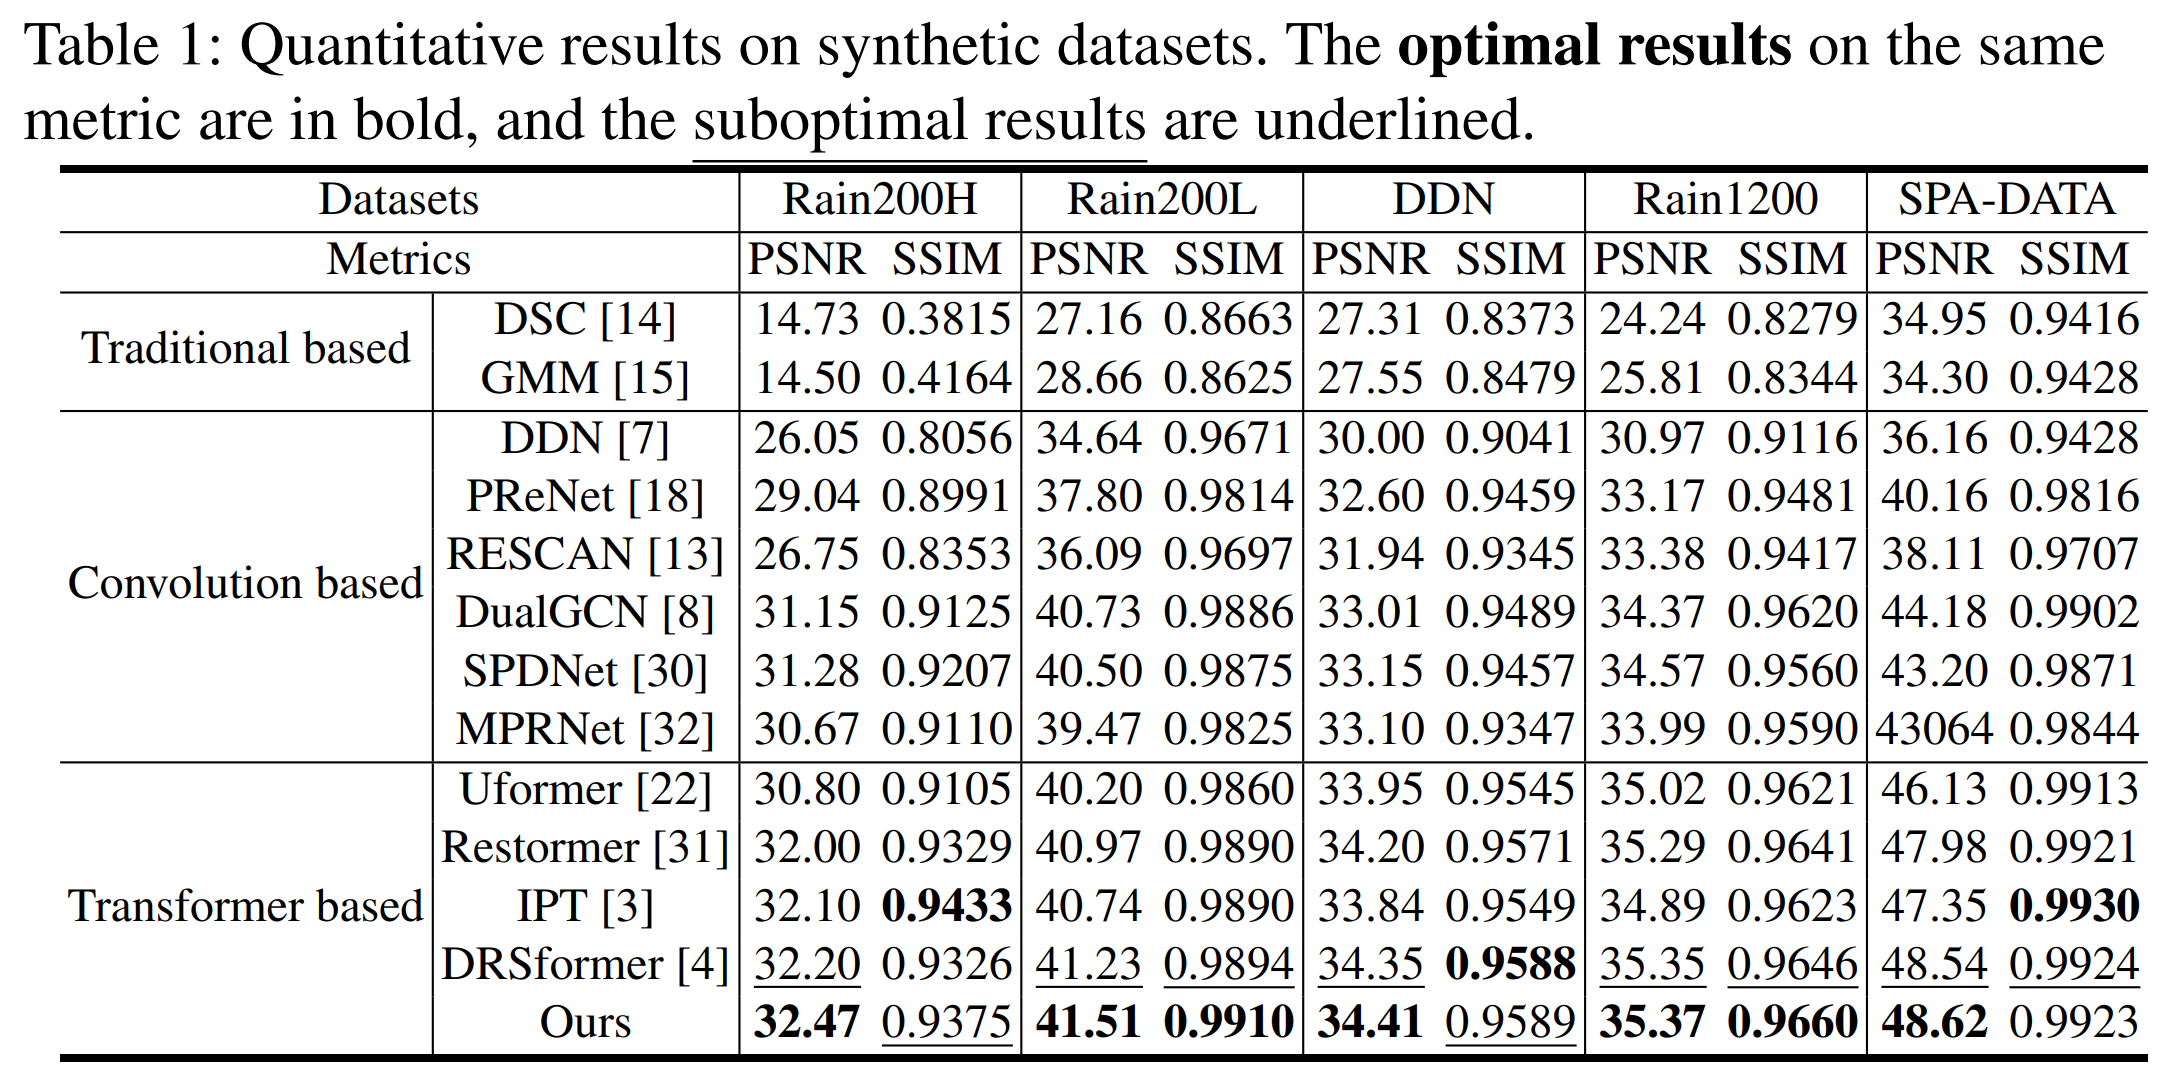 Table 1: Quantitative results on synthetic datasets. The optimal results on the same
metric are in bold, and the suboptimal results are underlined.
Datasets Rain200H Rain200L DDN Rain1200 SPA-DATA
Metrics PSNR SSIM PSNR SSIM PSNR SSIM PSNR SSIM PSNR SSIM
Traditional based
DSC [14] 14.73 0.3815 27.16 0.8663 27.31 0.8373 24.24 0.8279 34.95 0.9416
GMM [15] 14.50 0.4164 28.66 0.8625 27.55 0.8479 25.81 0.8344 34.30 0.9428
Convolution based
DDN [7] 26.05 0.8056 34.64 0.9671 30.00 0.9041 30.97 0.9116 36.16 0.9428
PReNet [18] 29.04 0.8991 37.80 0.9814 32.60 0.9459 33.17 0.9481 40.16 0.9816
RESCAN [13] 26.75 0.8353 36.09 0.9697 31.94 0.9345 33.38 0.9417 38.11 0.9707
DualGCN [8] 31.15 0.9125 40.73 0.9886 33.01 0.9489 34.37 0.9620 44.18 0.9902
SPDNet [30] 31.28 0.9207 40.50 0.9875 33.15 0.9457 34.57 0.9560 43.20 0.9871
MPRNet [32] 30.67 0.9110 39.47 0.9825 33.10 0.9347 33.99 0.9590 43064 0.9844
Transformer based
Uformer [22] 30.80 0.9105 40.20 0.9860 33.95 0.9545 35.02 0.9621 46.13 0.9913
Restormer [31] 32.00 0.9329 40.97 0.9890 34.20 0.9571 35.29 0.9641 47.98 0.9921
IPT [3] 32.10 0.9433 40.74 0.9890 33.84 0.9549 34.89 0.9623 47.35 0.9930
DRSformer [4] 32.20 0.9326 41.23 0.9894 34.35 0.9588 35.35 0.9646 48.54 0.9924
Ours 32.47 0.9375 41.51 0.9910 34.41 0.9589 35.37 0.9660 48.62 0.9923